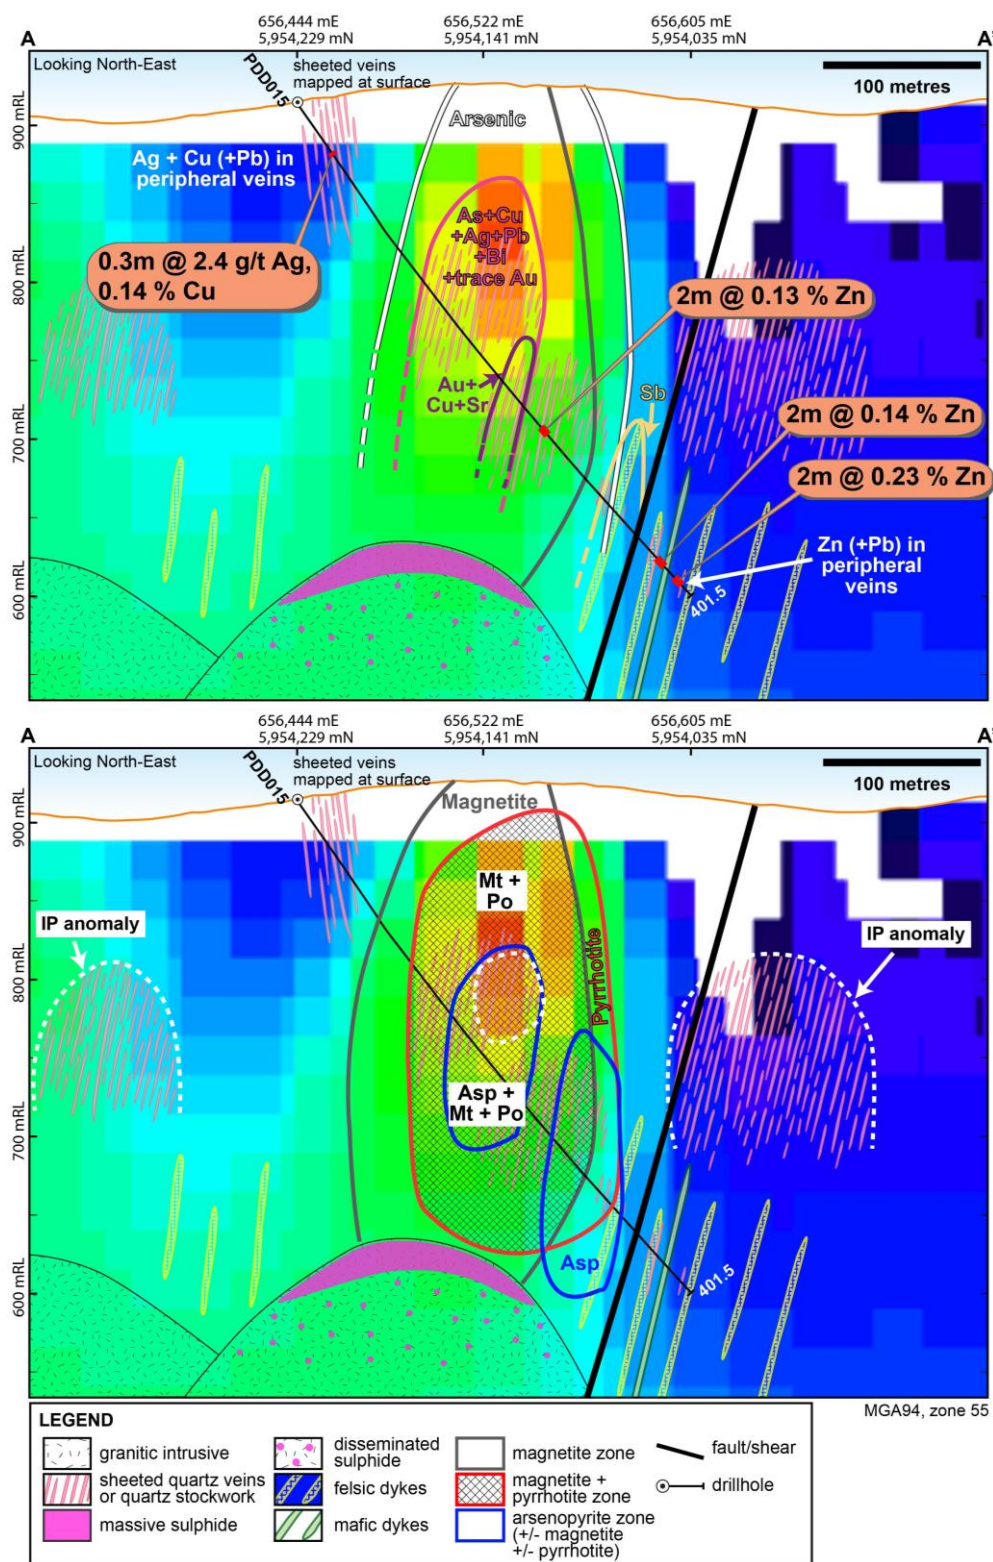 656,444 mE
5,954,229 mN
656,522 mE
5,954,141 mN
656,605 mE
5,954,035 mN
A
A'
Looking North-East
PDD015
sheeted veins
mapped at surface
100 metres
900 mRL
800 mRL
700 mRL
600 mRL
Arsenic
Ag + Cu (+Pb) in
peripheral veins
As+Cu
+Ag+Pb
+Bi
+trace Au
0.3m @ 2.4 g/t Ag,
0.14 % Cu
2m @ 0.13 % Zn
Au+
Cu+Sr
Sb
2m @ 0.14 % Zn
2m @ 0.23 % Zn
Zn (+Pb) in
peripheral
veins
401.5
656,444 mE
5,954,229 mN
656,522 mE
5,954,141 mN
656,605 mE
5,954,035 mN
A
A'
Looking North-East
PDD015
sheeted veins
mapped at surface
100 metres
900 mRL
800 mRL
700 mRL
600 mRL
Magnetite
Mt +
Po
IP anomaly
IP anomaly
Pyrrhotite
Asp +
Mt + Po
Asp
401.5
MGA94, zone 55
LEGEND
granitic intrusive
sheeted quartz veins
or quartz stockwork
massive sulphide
disseminated
sulphide
felsic dykes
mafic dykes
magnetite zone
magnetite +
pyrrhotite zone
arsenopyrite zone
(+/- magnetite
+/- pyrrhotite)
fault/shear
drillhole